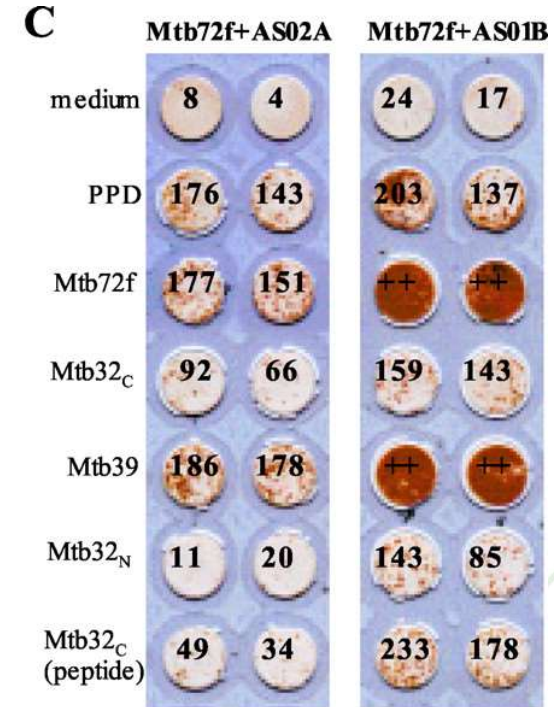 C
Mtb72f+AS02A Mtb72f+AS01B
medium 8 4 24 17
PPD 176 143 203 137
Mtb72f 177 151 ++ ++
Mtb32C 92 66 159 143
Mtb39 186 178 ++ ++
Mtb32N 11 20 143 85
Mtb32C 49 34 233 178
(peptide)